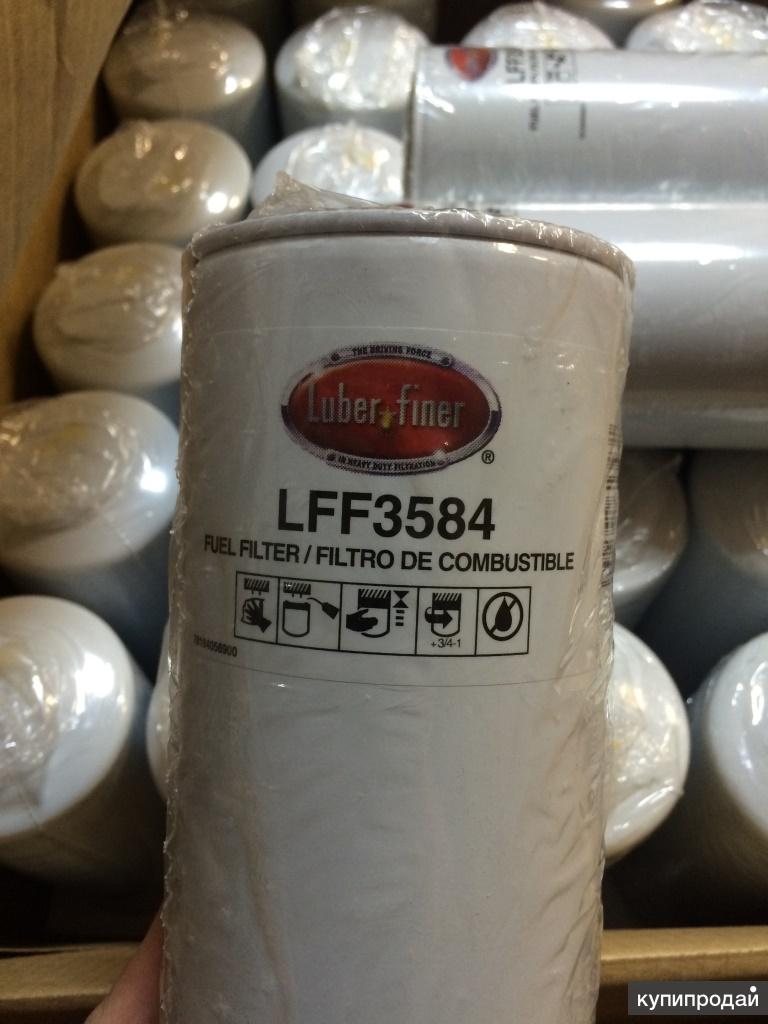 THE DRIVING FORCE
Luber-finer
IN HEAVY DUTY FILTRATION
®
LFF3584
FUEL FILTER / FILTRO DE COMBUSTIBLE
+3/4-1
купипродай